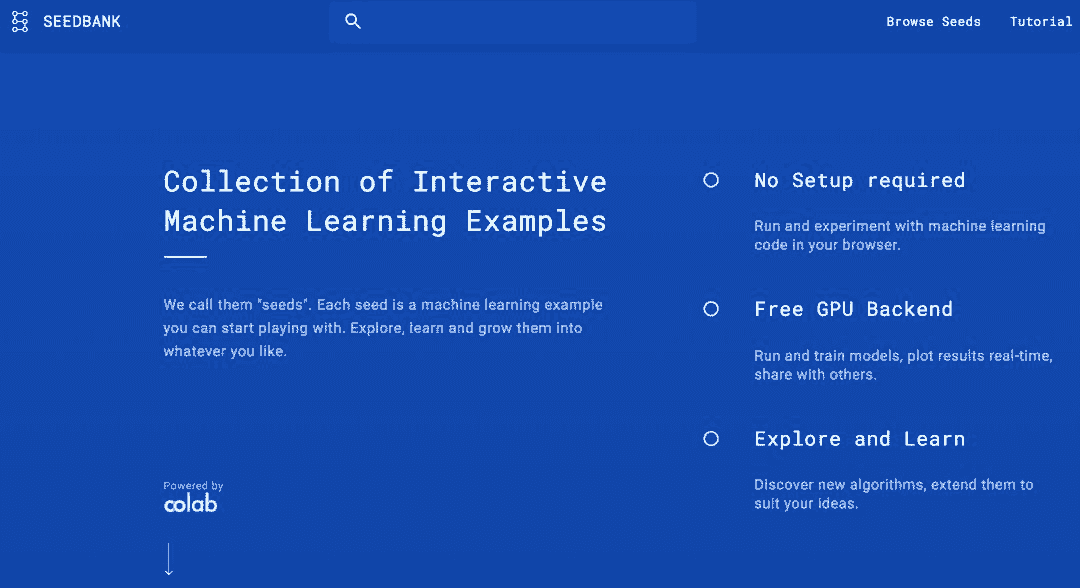 SEEDBANK
Browse Seeds
Tutorial
Collection of Interactive
Machine Learning Examples
We call them "seeds". Each seed is a machine learning example
you can start playing with. Explore, learn and grow them into
whatever you like.
Powered by
colab
No Setup required
Run and experiment with machine learning
code in your browser.
Free GPU Backend
Run and train models, plot results real-time,
share with others.
Explore and Learn
Discover new algorithms, extend them to
suit your ideas.